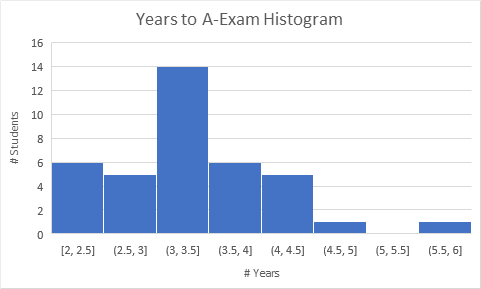 Years to A-Exam Histogram
16
14
12
10
8
6
4
2
0
# Students
[2, 2.5] (2.5, 3] (3, 3.5] (3.5, 4] (4, 4.5] (4.5, 5] (5, 5.5] (5.5, 6]
# Years